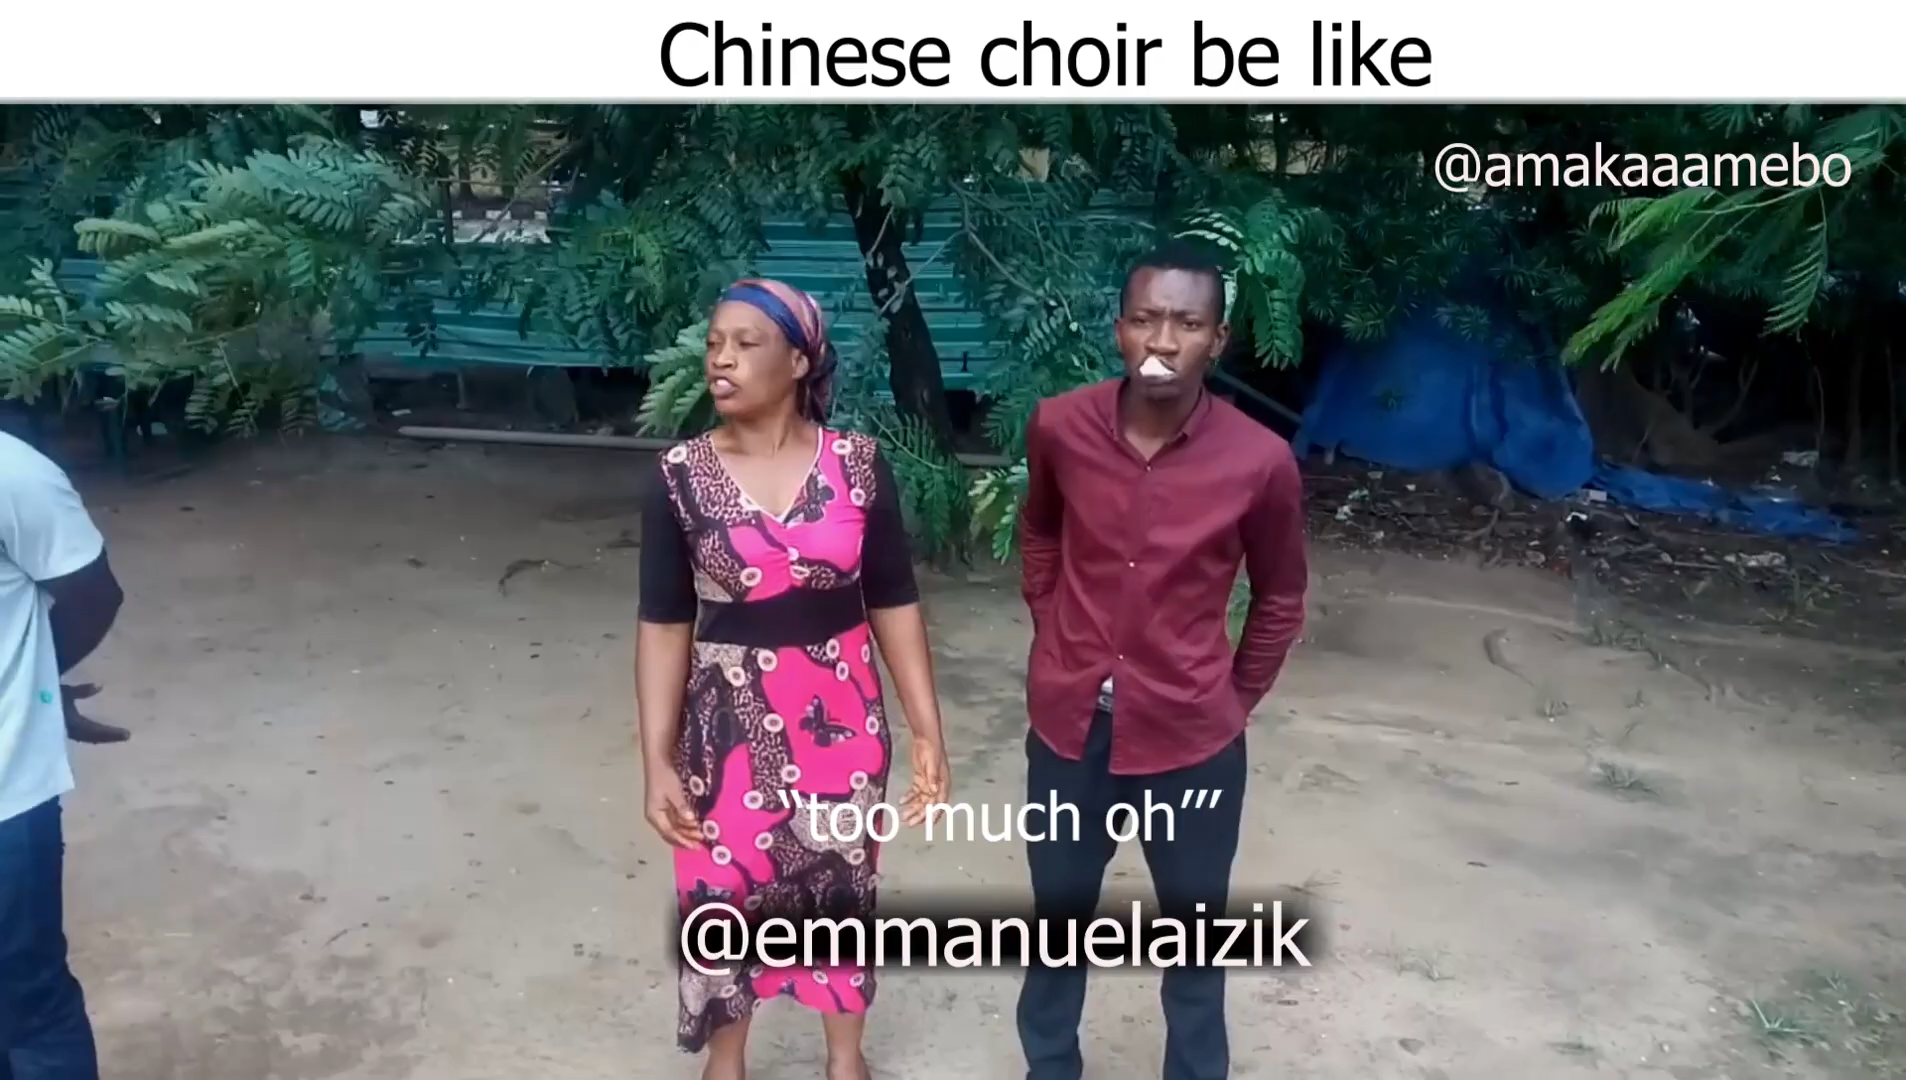 Chinese choir be like
@amakaaamebo
“too much oh”’
@emmanuelaizik